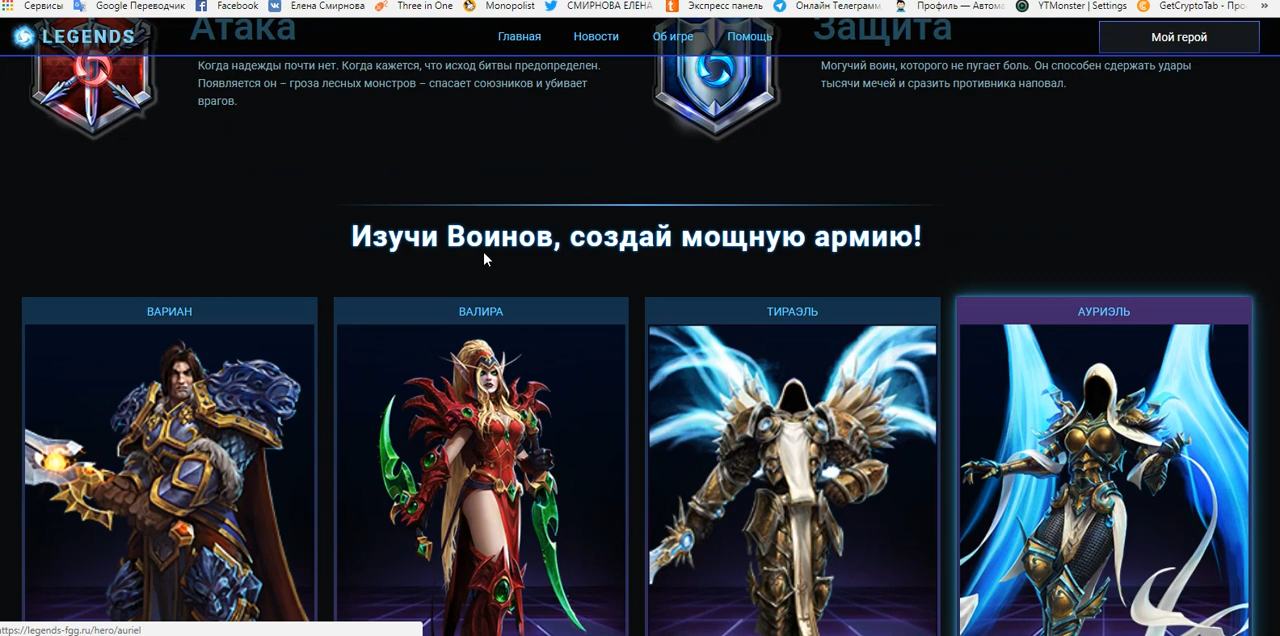 Сервисы Google Переводчик Facebook Елена Смирнова Three in One Monopolist СМИРНОВА ЕЛЕНА Экспресс панель Онлайн Телеграмм Профиль — Автома YTMonster | Settings GetCryptoTab - Про »
LEGENDS Главная Новости Об игре Помощь Мой герой
Атака
Когда надежды почти нет. Когда кажется, что исход битвы предопределен.
Появляется он – гроза лесных монстров – спасает союзников и убивает
врагов.
Защита
Могучий воин, которого не пугает боль. Он способен сдержать удары
тысячи мечей и сразить противника наповал.
Изучи Воинов, создай мощную армию!
ВАРИАН ВАЛИРА ТИРАЭЛЬ АУРИЭЛЬ
https://legends-fgg.ru/hero/auriel